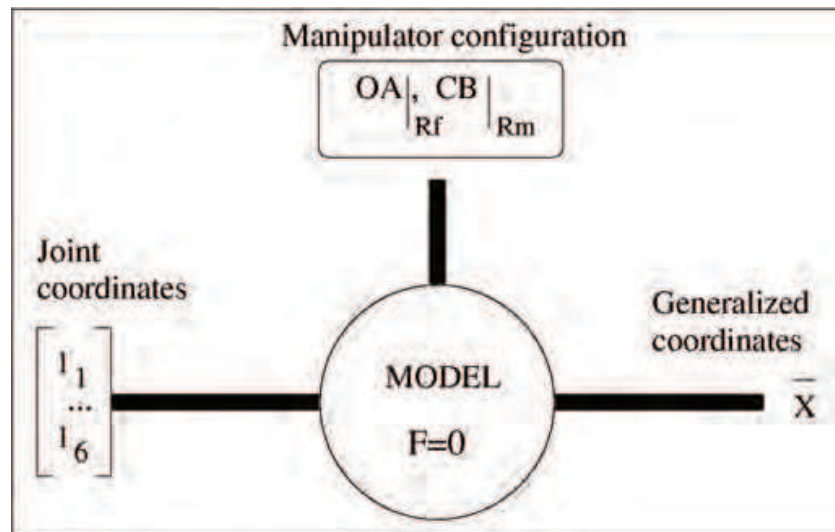 Manipulator configuration
OA|Rf, CB |Rm
Joint
coordinates
l1
...
l6
MODEL
F=0
Generalized
coordinates
X̅